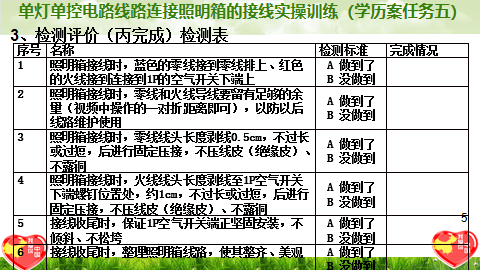 单灯单控电路线路连接照明箱的接线实操训练（学历案任务五）
3、检测评价（丙完成）检测表
序号 名称 检测标准 完成情况
1 照明箱接线时，蓝色的零线接到零线排上、红色的火线接到连接到1P的空气开关下端上 A 做到了 B 没做到
2 照明箱接线时，零线和火线导线要留有足够的余量（视频中操作的一对折距离即可），以防以后线路维护使用 A 做到了 B 没做到
3 照明箱接线时，零线线头长度剥线0.5cm，不过长或过短，后进行固定压接，不压线皮（绝缘皮）、不露铜 A 做到了 B 没做到
4 照明箱接线时，火线线头长度剥线至1P空气开关下端螺钉位置处，约1cm，不过长或过短，后进行固定压接，不压线皮（绝缘皮）、不露铜 A 做到了 B 没做到
5 接线收尾时，保证1P空气开关端正坚固安装，不倾斜、不松垮 A 做到了 B 没做到
6 接线收尾时，整理照明箱线路，使其整齐、美观 A 做到了 B 没做到
5